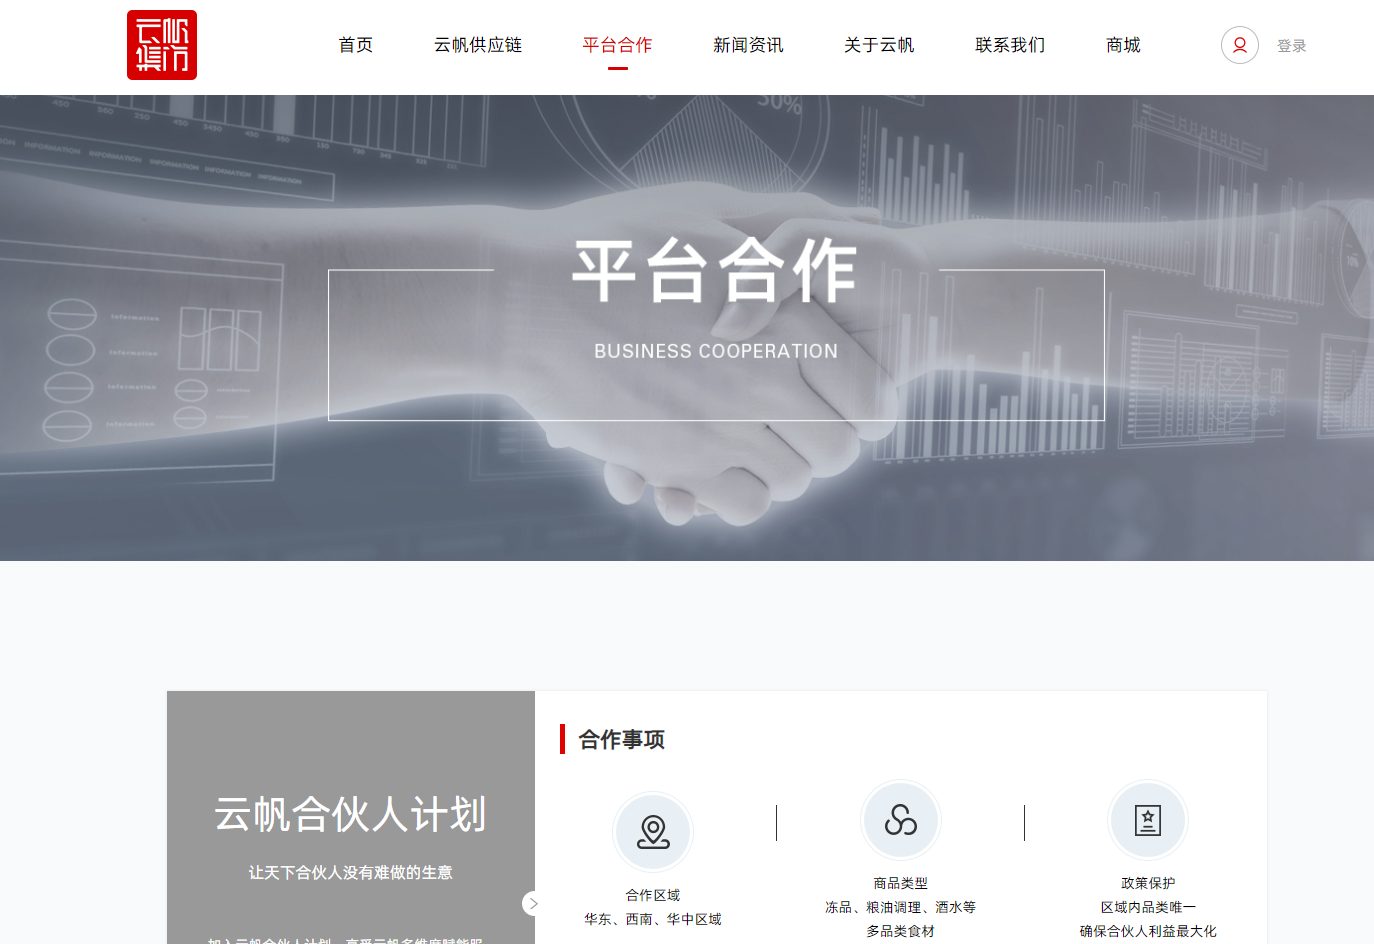 云帆
冀门
首页
云帆供应链
平台合作
新闻资讯
关于云帆
联系我们
商城
登录
平台合作
BUSINESS COOPERATION
云帆合伙人计划
让天下合伙人没有难做的生意
合作事项
合作区域
华东、西南、华中区域
商品类型
冻品、粮油调理、酒水等
多品类食材
政策保护
区域内品类唯一
确保合伙人利益最大化